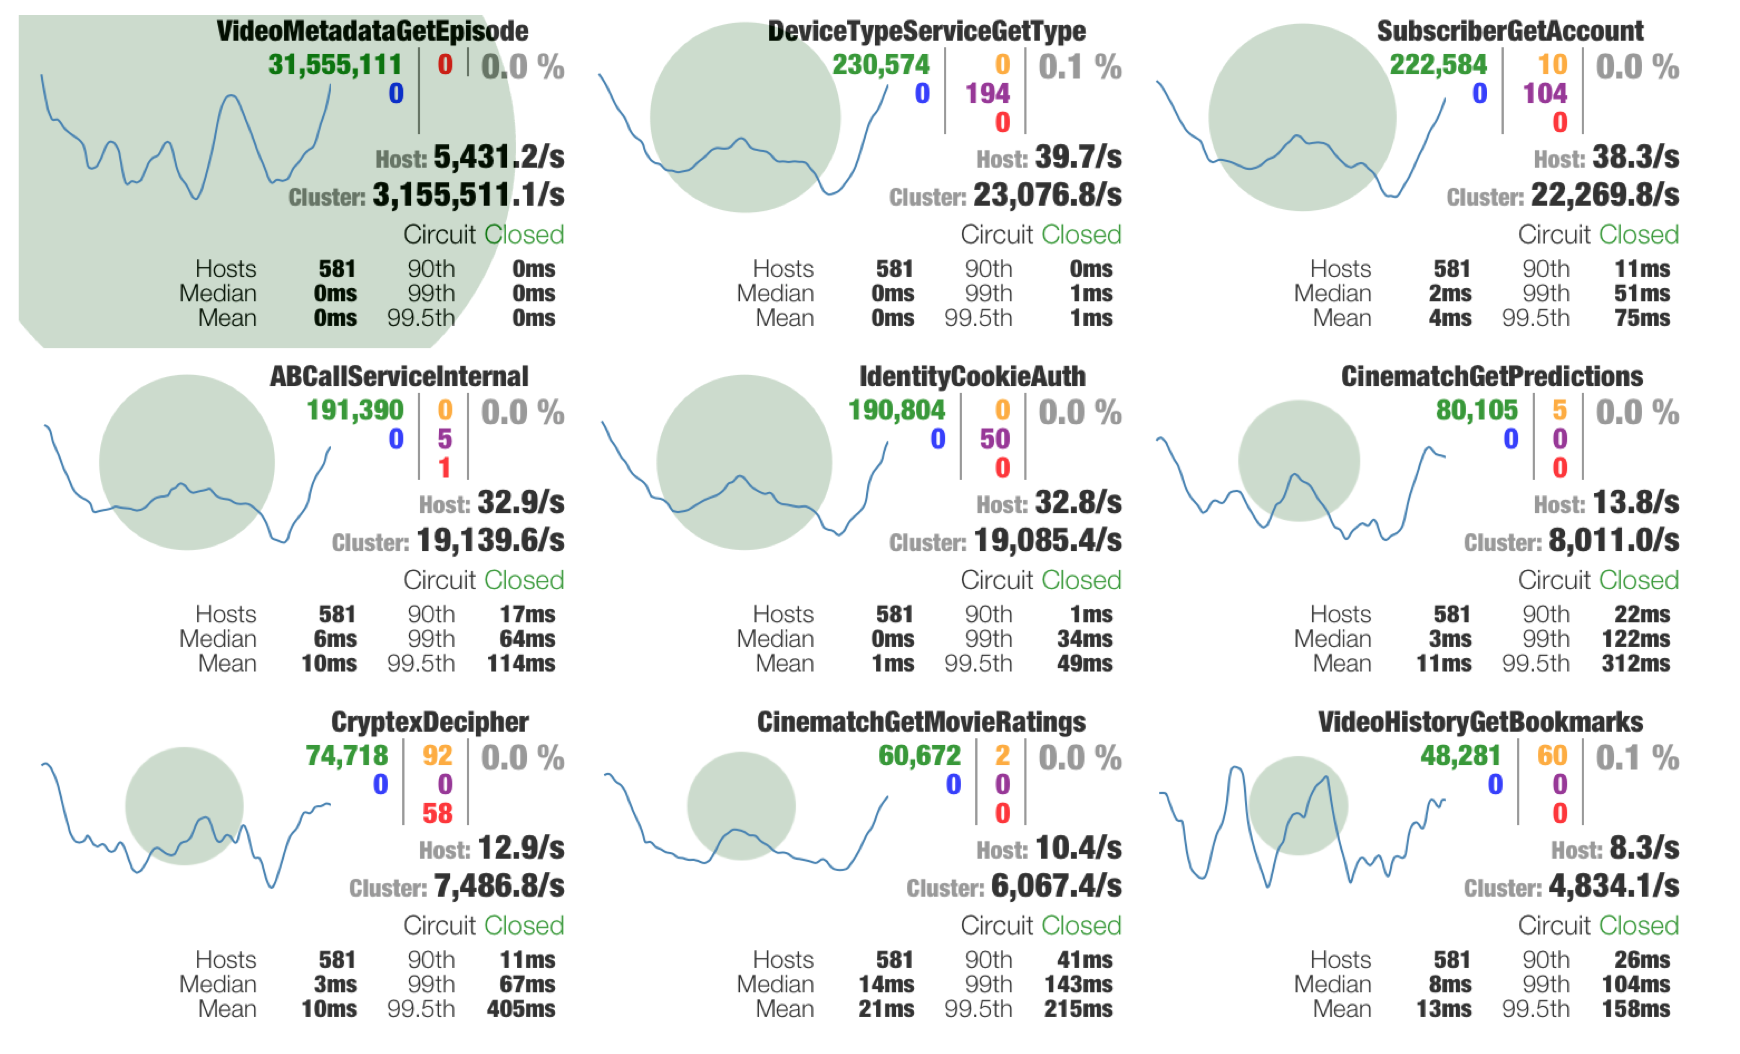 VideoMetadataGetEpisode
31,555,111 0 0.0 %
0
Host: 5,431.2/s
Cluster: 3,155,511.1/s
Circuit Closed
Hosts 581 90th 0ms
Median 0ms 99th 0ms
Mean 0ms 99.5th 0ms
DeviceTypeServiceGetType
230,574 0 0.1 %
0 194
0
Host: 39.7/s
Cluster: 23,076.8/s
Circuit Closed
Hosts 581 90th 0ms
Median 0ms 99th 1ms
Mean 0ms 99.5th 1ms
SubscriberGetAccount
222,584 10 0.0 %
0 104
0
Host: 38.3/s
Cluster: 22,269.8/s
Circuit Closed
Hosts 581 90th 11ms
Median 2ms 99th 51ms
Mean 4ms 99.5th 75ms
ABCallServiceInternal
191,390 0 0.0 %
0 5
1
Host: 32.9/s
Cluster: 19,139.6/s
Circuit Closed
Hosts 581 90th 17ms
Median 6ms 99th 64ms
Mean 10ms 99.5th 114ms
IdentityCookieAuth
190,804 0 0.0 %
0 50
0
Host: 32.8/s
Cluster: 19,085.4/s
Circuit Closed
Hosts 581 90th 1ms
Median 0ms 99th 34ms
Mean 1ms 99.5th 49ms
CinematchGetPredictions
80,105 5 0.0 %
0 0
0
Host: 13.8/s
Cluster: 8,011.0/s
Circuit Closed
Hosts 581 90th 22ms
Median 3ms 99th 122ms
Mean 11ms 99.5th 312ms
CryptexDecipher
74,718 92 0.0 %
0 0
58
Host: 12.9/s
Cluster: 7,486.8/s
Circuit Closed
Hosts 581 90th 11ms
Median 3ms 99th 67ms
Mean 10ms 99.5th 405ms
CinematchGetMovieRatings
60,672 2 0.0 %
0 0
0
Host: 10.4/s
Cluster: 6,067.4/s
Circuit Closed
Hosts 581 90th 41ms
Median 14ms 99th 143ms
Mean 21ms 99.5th 215ms
VideoHistoryGetBookmarks
48,281 60 0.1 %
0 0
0
Host: 8.3/s
Cluster: 4,834.1/s
Circuit Closed
Hosts 581 90th 26ms
Median 8ms 99th 104ms
Mean 13ms 99.5th 158ms